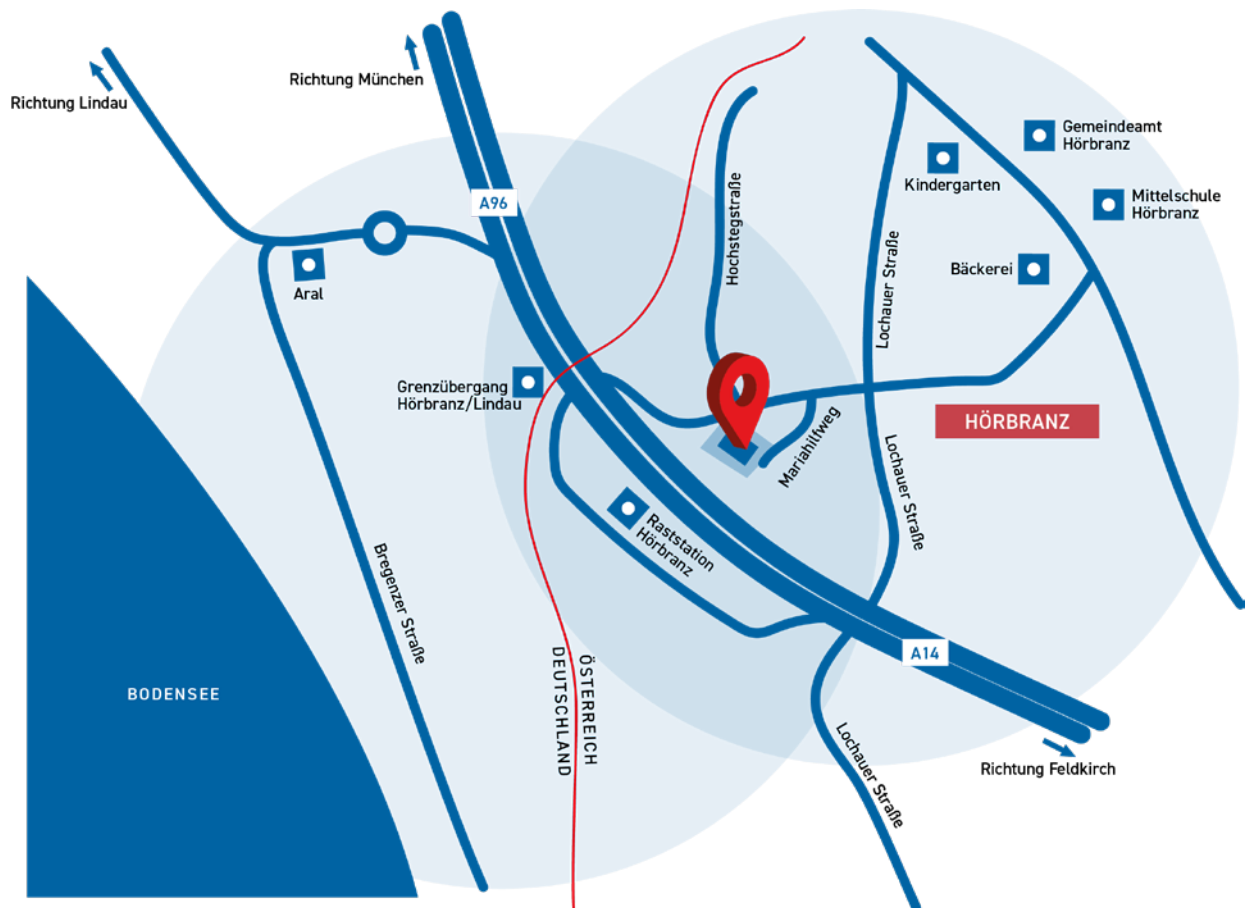 Richtung München
Richtung Lindau
Gemeindeamt
Hörbranz
Kindergarten
Mittelschule
Hörbranz
A96
Hochstegstraße
Lochauer Straße
Bäckerei
Aral
Grenzübergang
Hörbranz/Lindau
HÖRBRANZ
Mariahilfweg
Lochauer Straße
Raststation
Hörbranz
Bregenzer Straße
A14
ÖSTERREICH
DEUTSCHLAND
BODENSEE
Lochauer Straße
Richtung Feldkirch